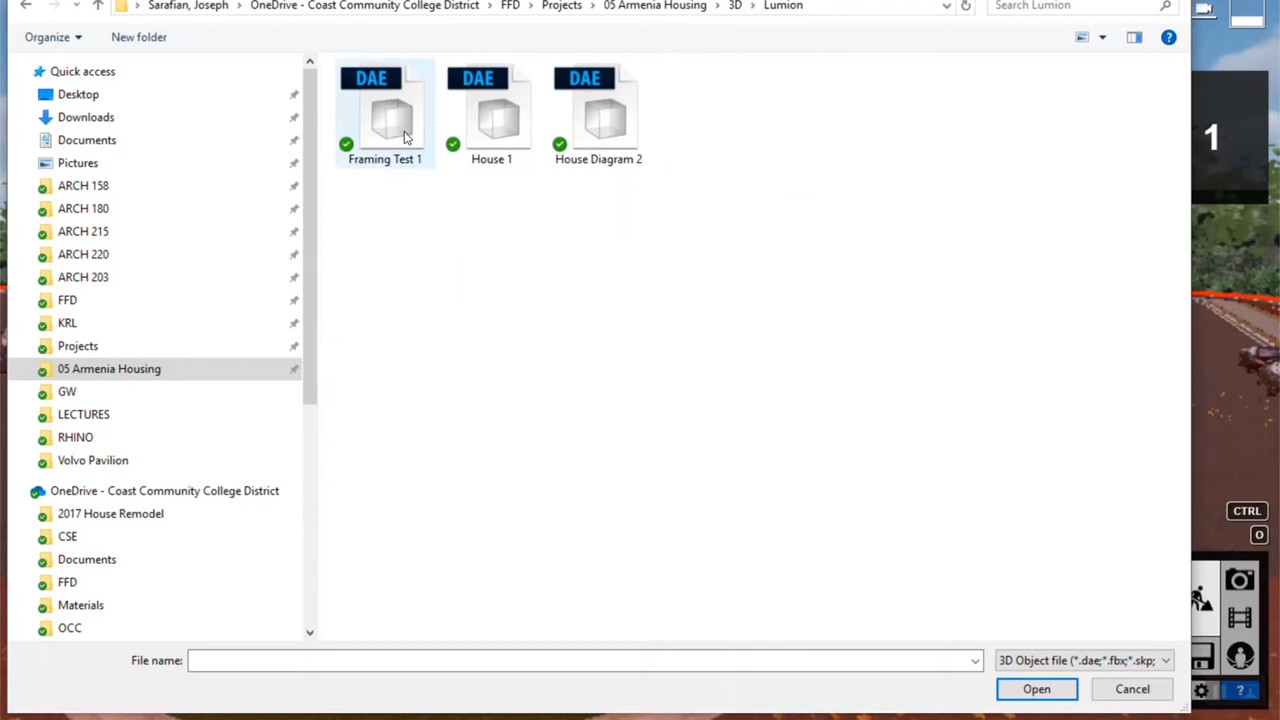 Sarafian, Joseph > OneDrive - Coast Community College District > FFD > Projects > 05 Armenia Housing > 3D > Lumion
Search Lumion
Organize
New folder
?
Quick access
Desktop
Downloads
Documents
Pictures
ARCH 158
ARCH 180
ARCH 215
ARCH 220
ARCH 203
FFD
KRL
Projects
05 Armenia Housing
GW
LECTURES
RHINO
Volvo Pavilion
OneDrive - Coast Community College District
2017 House Remodel
CSE
Documents
FFD
Materials
OCC
DAE
Framing Test 1
DAE
House 1
DAE
House Diagram 2
1
CTRL
O
?
File name:
3D Object file (*.dae;*.fbx;*.skp;
Open
Cancel